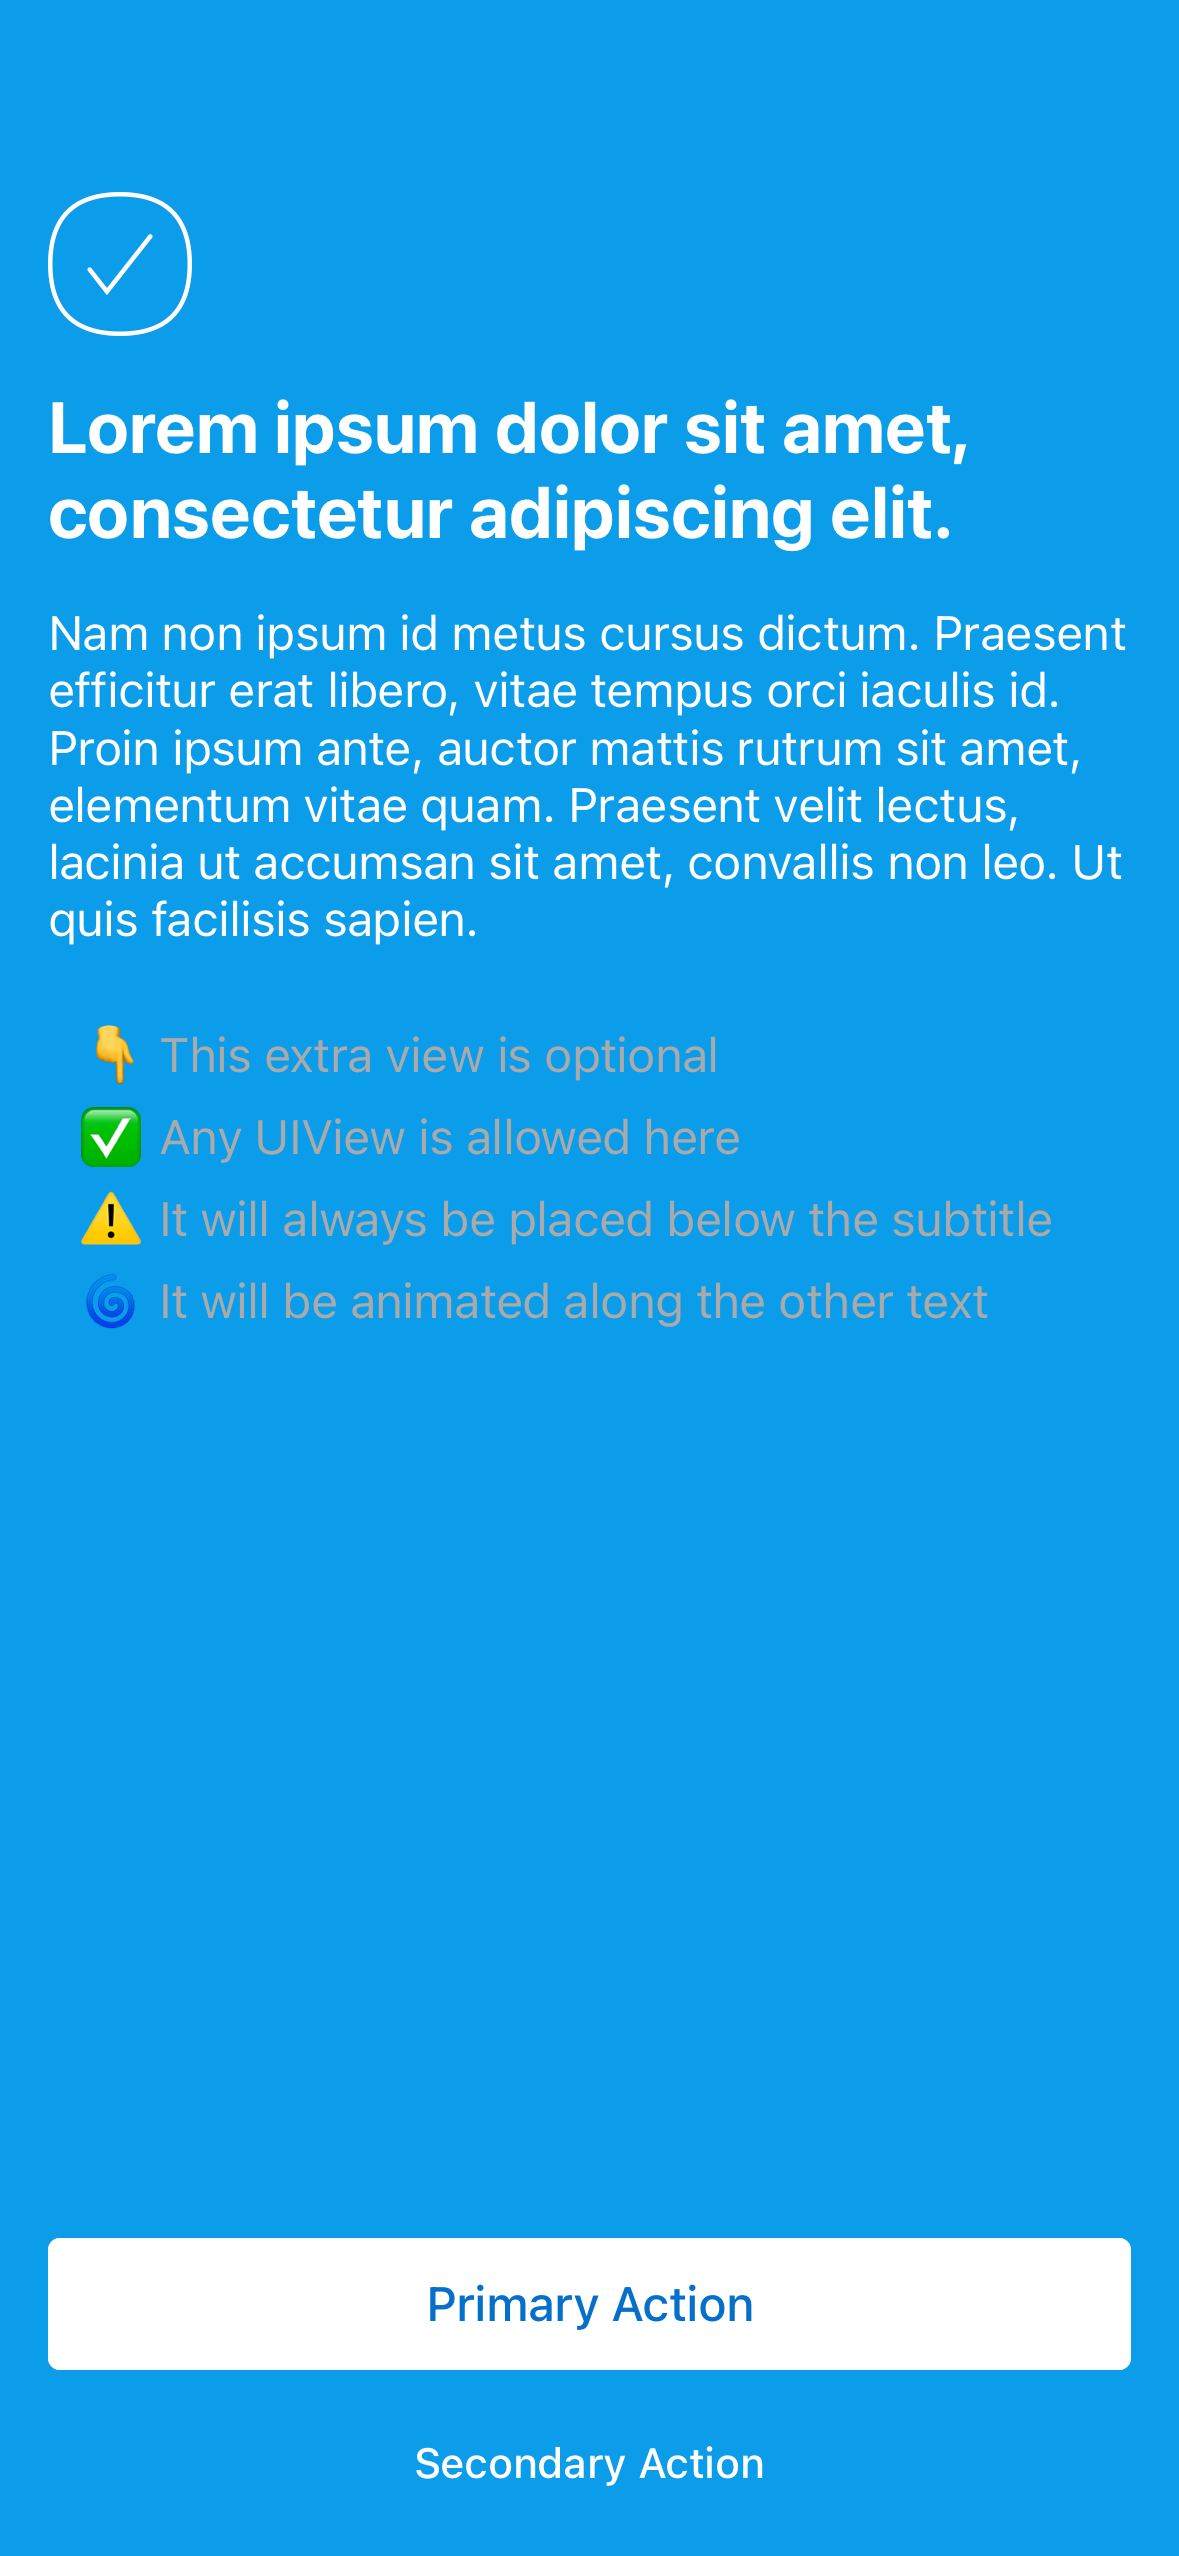 Lorem ipsum dolor sit amet,
consectetur adipiscing elit.
Nam non ipsum id metus cursus dictum. Praesent
efficitur erat libero, vitae tempus orci iaculis id.
Proin ipsum ante, auctor mattis rutrum sit amet,
elementum vitae quam. Praesent velit lectus,
lacinia ut accumsan sit amet, convallis non leo. Ut
quis facilisis sapien.
👇 This extra view is optional
✅ Any UIView is allowed here
⚠️ It will always be placed below the subtitle
🌀 It will be animated along the other text
Primary Action
Secondary Action